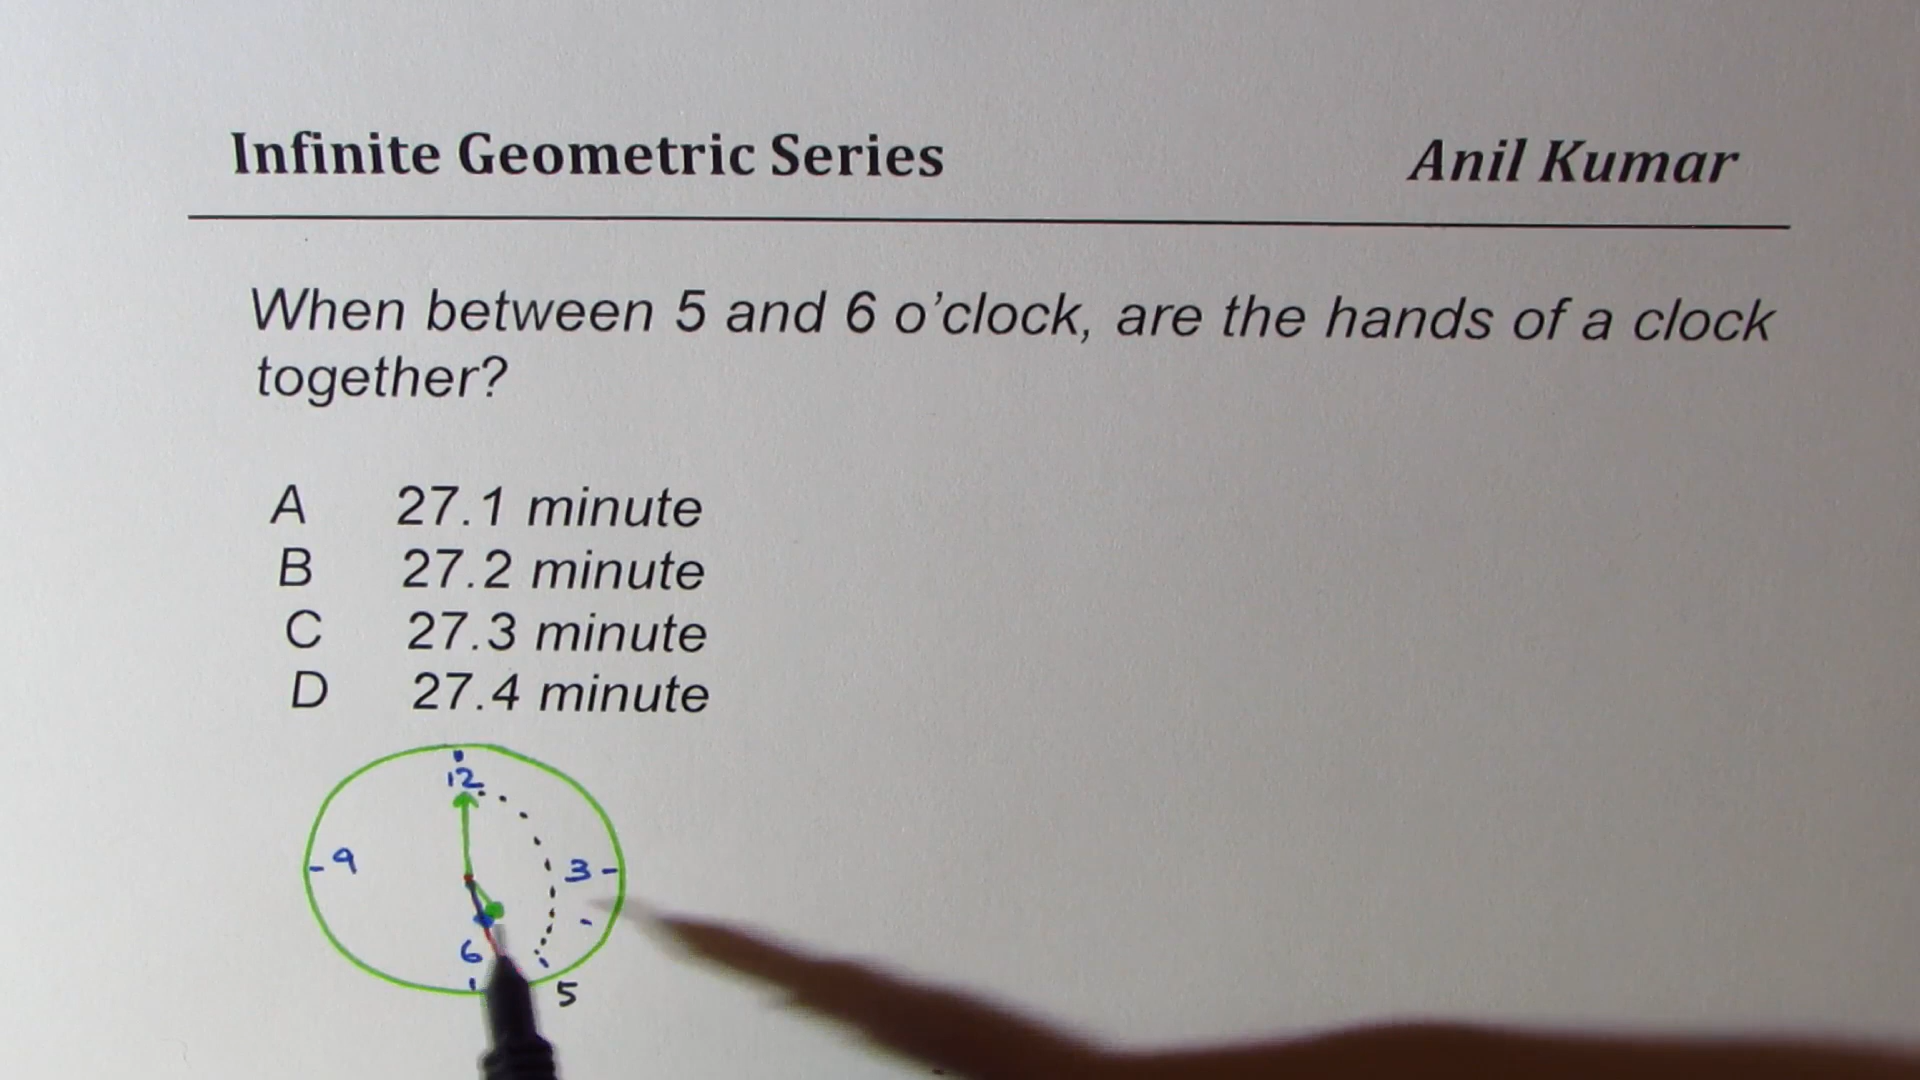 Infinite Geometric Series Anil Kumar
When between 5 and 6 o'clock, are the hands of a clock
together?
A 27.1 minute
B 27.2 minute
C 27.3 minute
D 27.4 minute
12
9 3
6
5